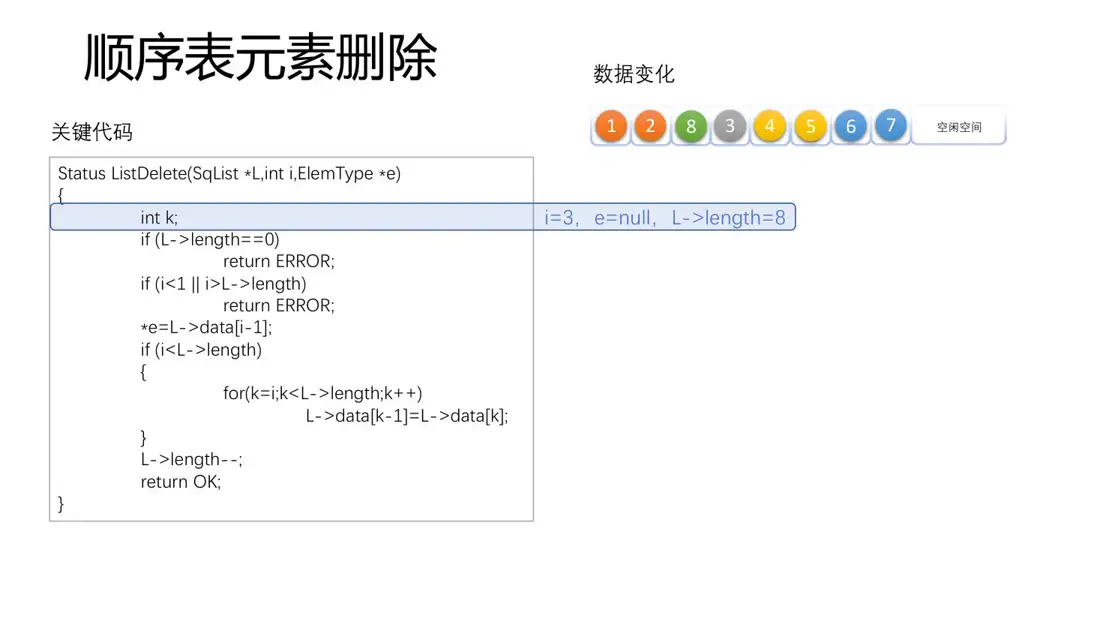 顺序表元素删除
数据变化
1 2 8 3 4 5 6 7 空闲空间
关键代码
Status ListDelete(SqList *L,int i,ElemType *e)
{
int k;
i=3, e=null, L->length=8
if (L->length==0)
return ERROR;
if (i<1 || i>L->length)
return ERROR;
*e=L->data[i-1];
if (i<L->length)
{
for(k=i;k<L->length;k++)
L->data[k-1]=L->data[k];
}
L->length--;
return OK;
}